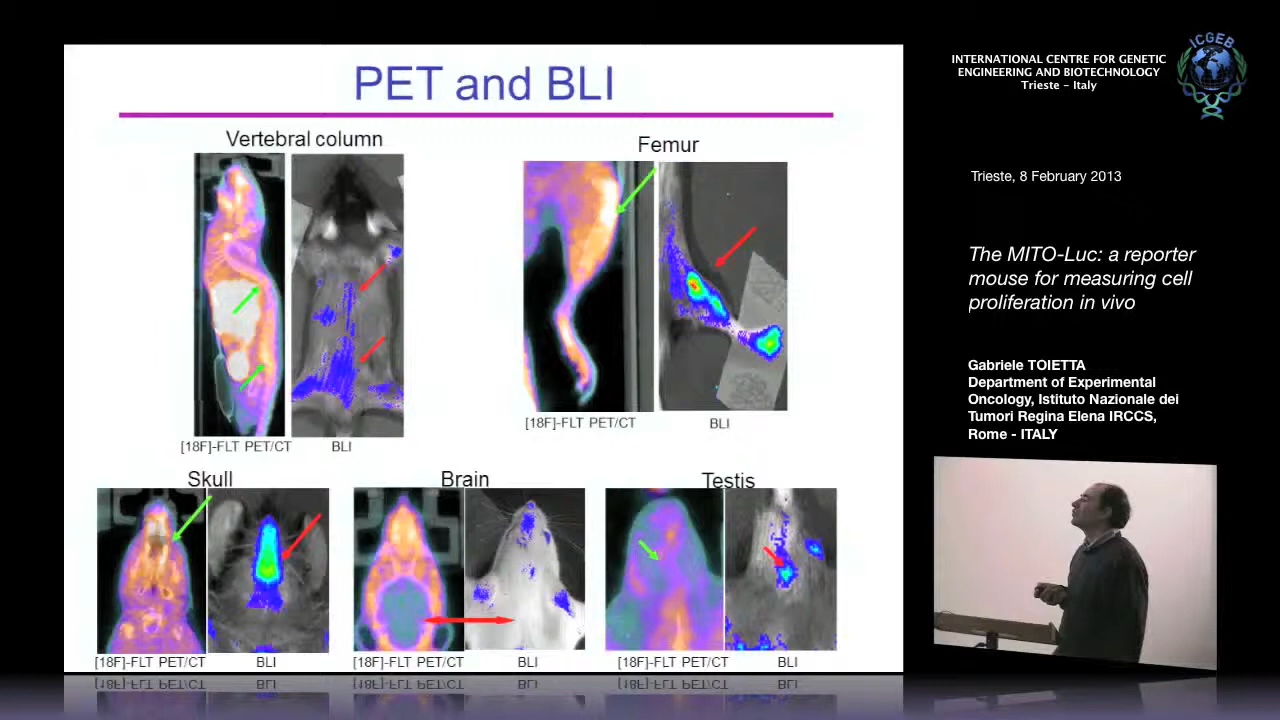 PET and BLI
Vertebral column
Femur
[18F]-FLT PET/CT
BLI
[18F]-FLT PET/CT
BLI
Skull
Brain
Testis
[18F]-FLT PET/CT
BLI
[18F]-FLT PET/CT
BLI
[18F]-FLT PET/CT
BLI
INTERNATIONAL CENTRE FOR GENETIC
ENGINEERING AND BIOTECHNOLOGY
Trieste - Italy
ICGEB
Trieste, 8 February 2013
The MITO-Luc: a reporter
mouse for measuring cell
proliferation in vivo
Gabriele TOIETTA
Department of Experimental
Oncology, Istituto Nazionale dei
Tumori Regina Elena IRCCS,
Rome - ITALY